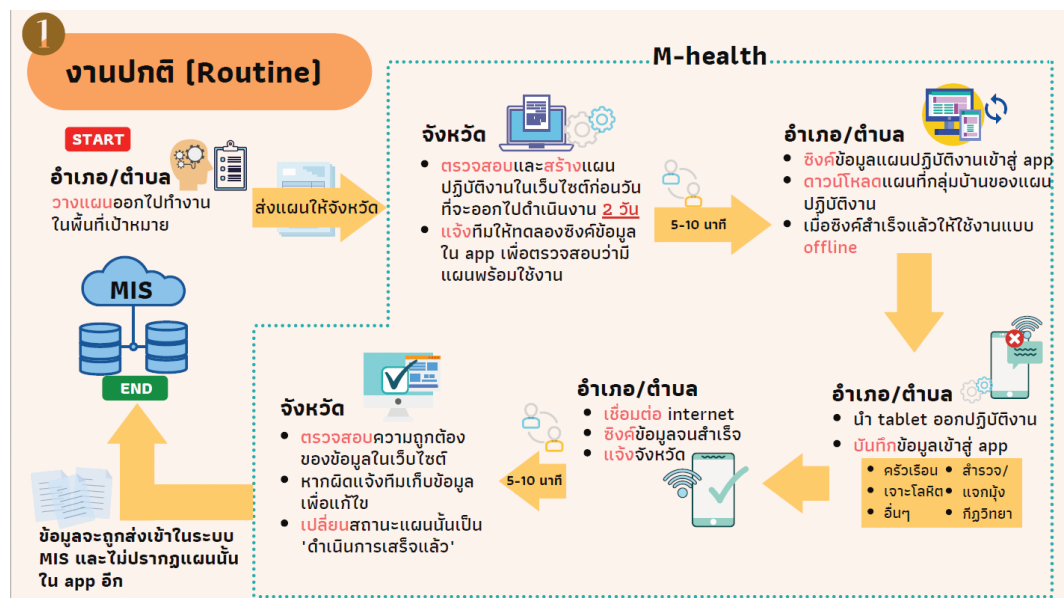 1
งานปกติ (Routine)
M-health
START
อำเภอ/ตำบล
วางแผนออกไปทำงาน
ในพื้นที่เป้าหมาย
ส่งแผนให้จังหวัด
จังหวัด
ตรวจสอบและสร้างแผน
ปฏิบัติงานในเว็บไซต์ก่อนวัน
ที่จะออกไปดำเนินงาน 2 วัน
แจ้งทีมให้ทดลองซิงค์ข้อมูล
ใน app เพื่อตรวจสอบว่ามี
แผนพร้อมใช้งาน
5-10 นาที
อำเภอ/ตำบล
ซิงค์ข้อมูลแผนปฏิบัติงานเข้าสู่ app
ดาวน์โหลดแผนที่กลุ่มบ้านของแผน
ปฏิบัติงาน
เมื่อซิงค์สำเร็จแล้วให้ใช้งานแบบ
offline
อำเภอ/ตำบล
นำ tablet ออกปฏิบัติงาน
บันทึกข้อมูลเข้าสู่ app
ครัวเรือน
เจาะโลหิต
อื่นๆ
สำรวจ/
แจกมุ้ง
กีฏวิทยา
อำเภอ/ตำบล
เชื่อมต่อ internet
ซิงค์ข้อมูลจนสำเร็จ
แจ้งจังหวัด
5-10 นาที
จังหวัด
ตรวจสอบความถูกต้อง
ของข้อมูลในเว็บไซต์
หากผิดแจ้งทีมเก็บข้อมูล
เพื่อแก้ไข
เปลี่ยนสถานะแผนนั้นเป็น
'ดำเนินการเสร็จแล้ว'
ข้อมูลจะถูกส่งเข้าในระบบ
MIS และไม่ปรากฏแผนนั้น
ใน app อีก
MIS
END